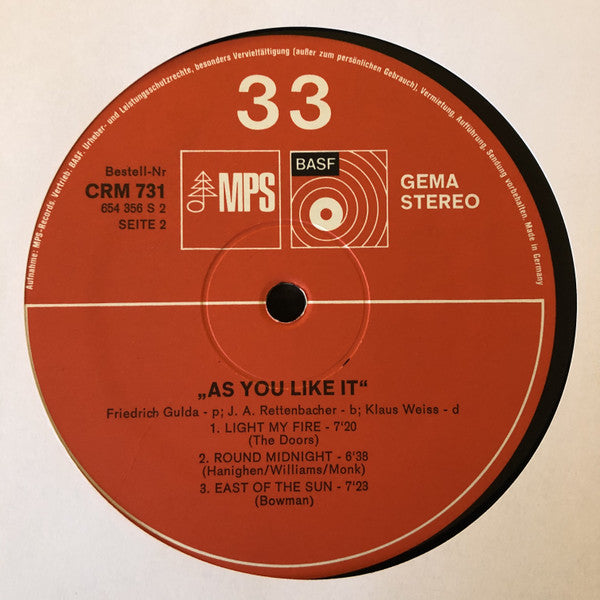 Aufnahme: MPS-Records. Vertrieb: BASF. Urheber- und Leistungsschutzrechte, besonders Vervielfältigung (außer zum persönlichen Gebrauch), Vermietung, Aufführung, Sendung vorbehalten. Made in Germany
33
Bestell-Nr
CRM 731
654 356 S 2
SEITE 2
MPS
BASF
GEMA
STEREO
„AS YOU LIKE IT“
Friedrich Gulda - p; J. A. Rettenbacher - b; Klaus Weiss - d
1. LIGHT MY FIRE - 7'20
(The Doors)
2. ROUND MIDNIGHT - 6'38
(Hanighen/Williams/Monk)
3. EAST OF THE SUN - 7'23
(Bowman)